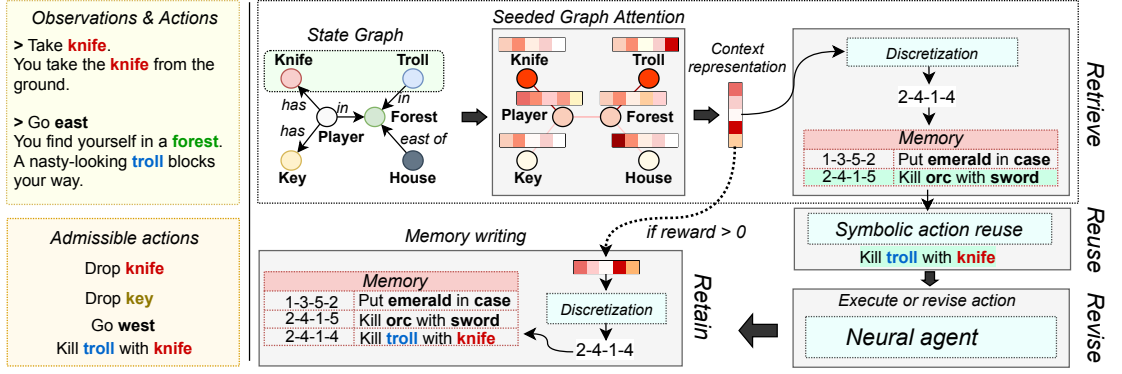 Observations & Actions
> Take knife.
You take the knife from the
ground.
> Go east
You find yourself in a forest.
A nasty-looking troll blocks
your way.
Admissible actions
Drop knife
Drop key
Go west
Kill troll with knife
State Graph
Knife
Troll
has
in
in
Player
Forest
has
east of
Key
House
Seeded Graph Attention
Knife
Troll
Player
Forest
Key
House
Context
representation
Discretization
2-4-1-4
Memory
1-3-5-2 Put emerald in case
2-4-1-5 Kill orc with sword
Retrieve
Symbolic action reuse
Kill troll with knife
Reuse
Execute or revise action
Neural agent
Revise
if reward > 0
Memory writing
Memory
1-3-5-2 Put emerald in case
2-4-1-5 Kill orc with sword
2-4-1-4 Kill troll with knife
Discretization
2-4-1-4
Retain